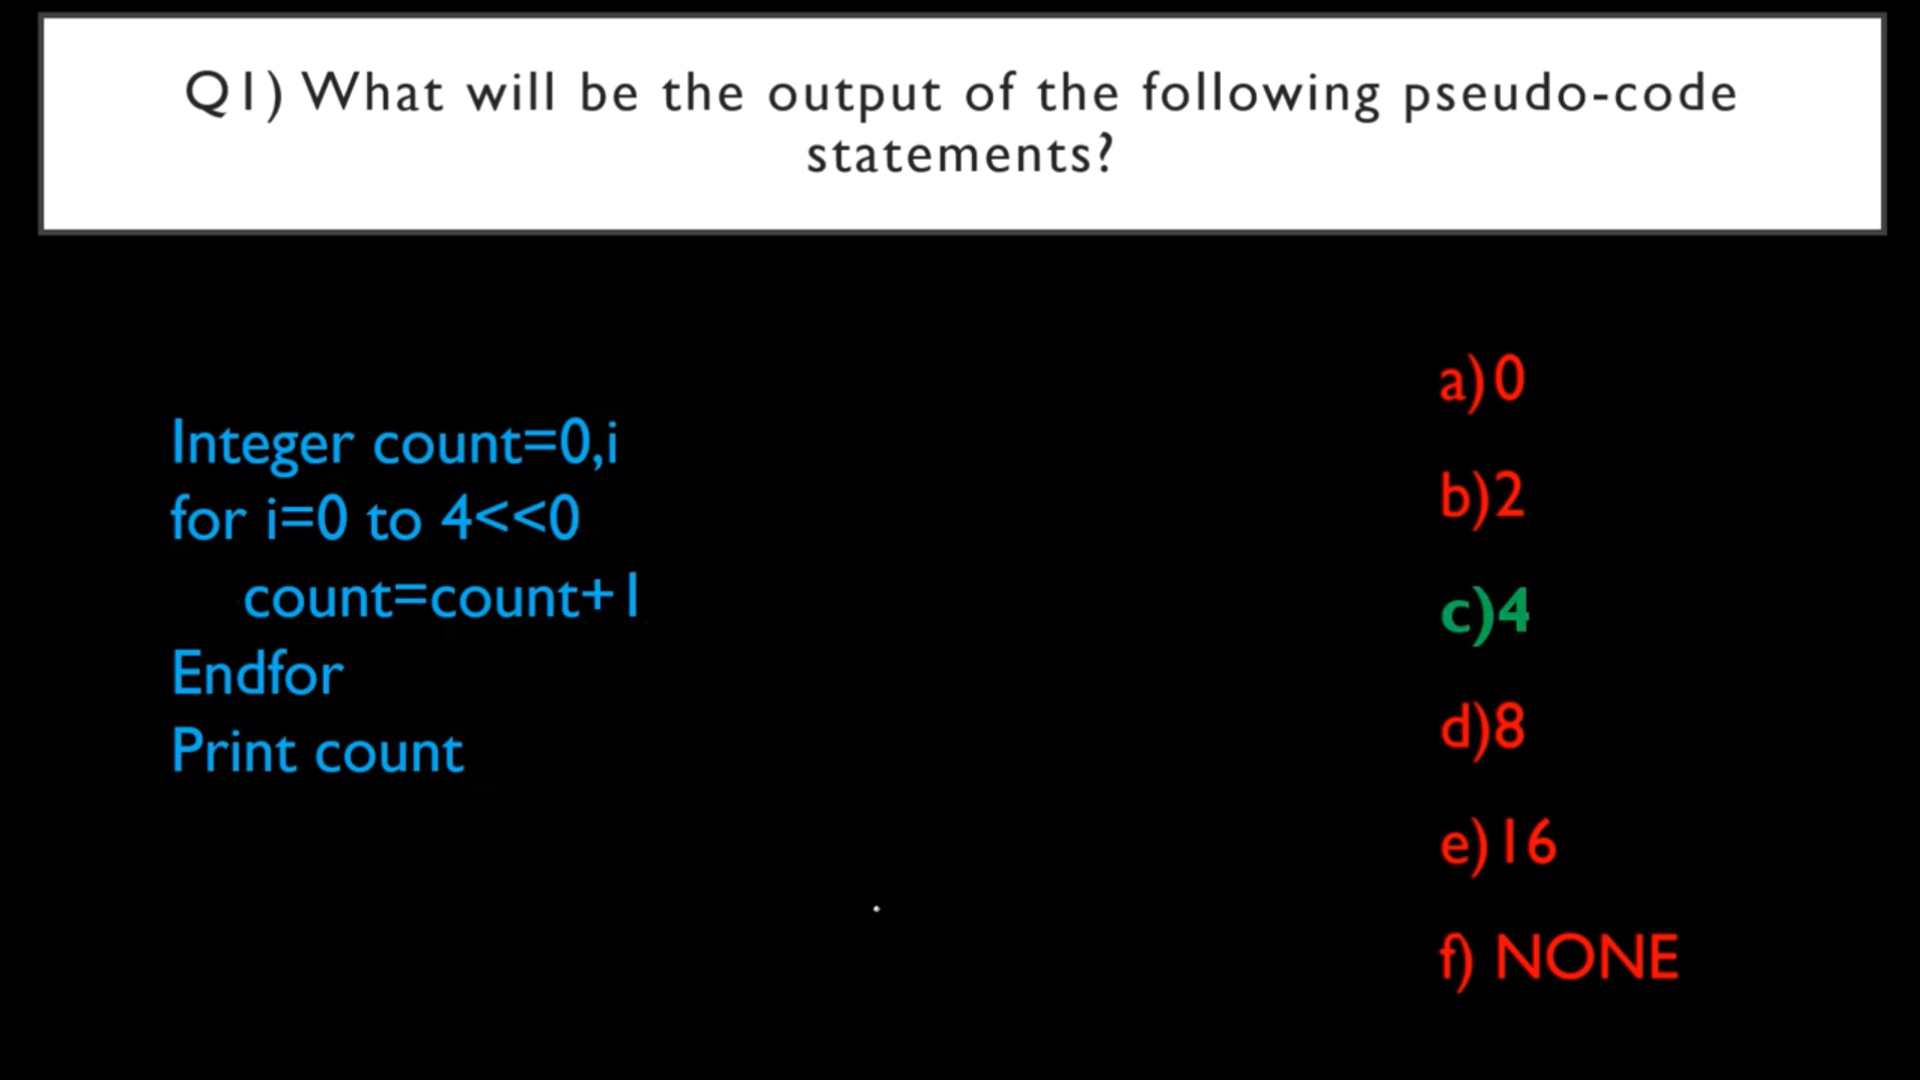 Q1) What will be the output of the following pseudo-code
statements?
Integer count=0,i
for i=0 to 4<<0
count=count+1
Endfor
Print count
a)0
b)2
c)4
d)8
e)16
f) NONE